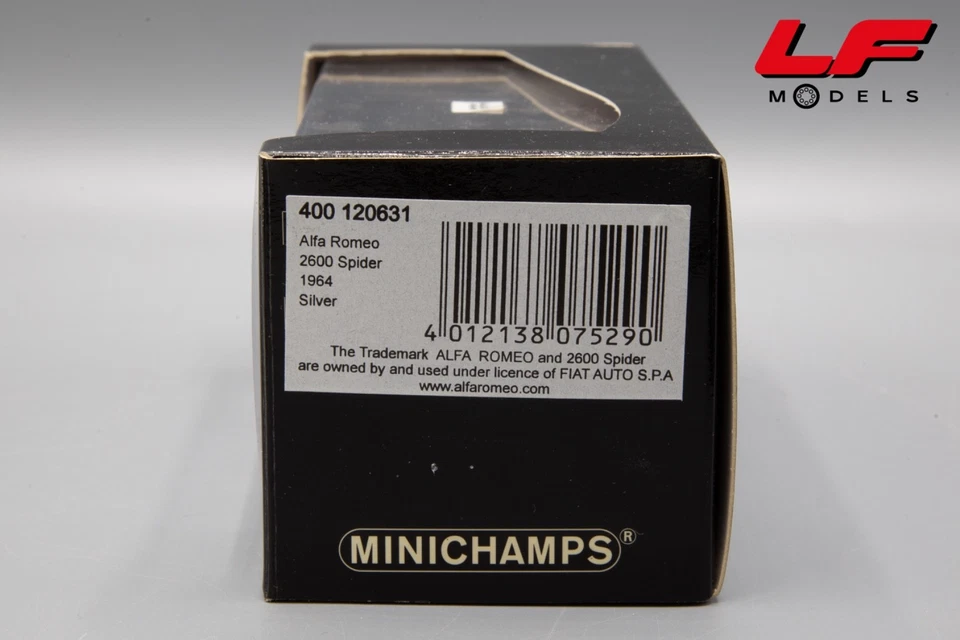 LF
MODELS
400 120631
Alfa Romeo
2600 Spider
1964
Silver
4 012138 075290
The Trademark ALFA ROMEO and 2600 Spider
are owned by and used under licence of FIAT AUTO S.P.A
www.alfaromeo.com
MINICHAMPS®